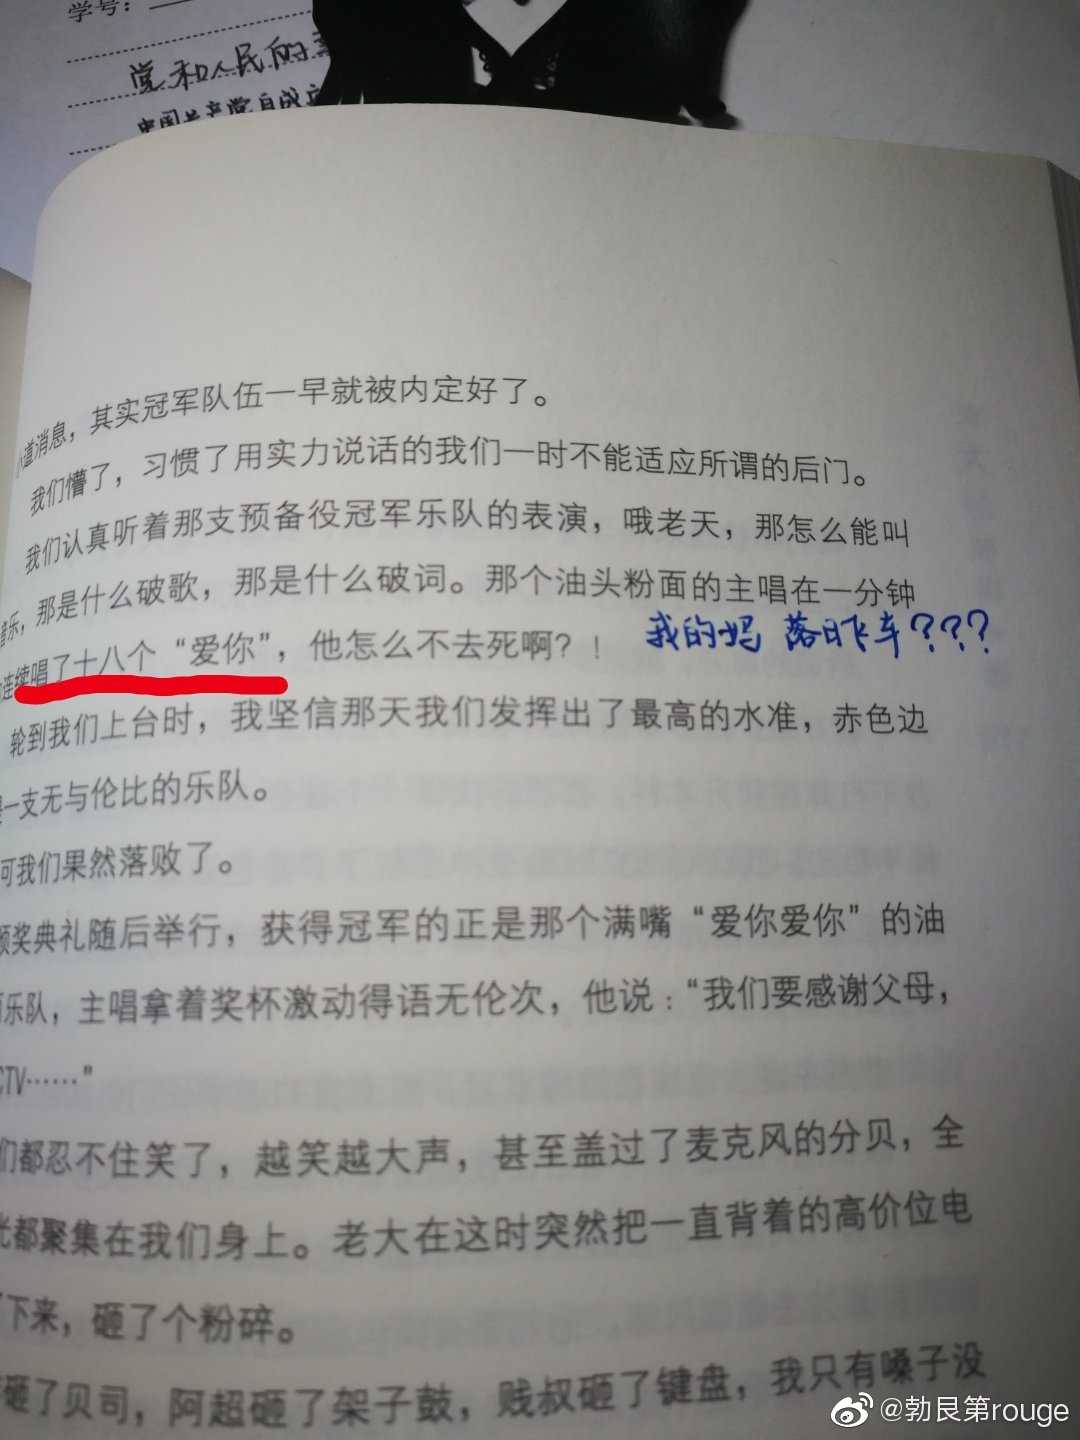 学号：
党和人民的
中国共产党自成立
小道消息，其实冠军队伍一早就被内定好了。
我们懵了，习惯了用实力说话的我们一时不能适应所谓的后门。
我们认真听着那支预备役冠军乐队的表演，哦老天，那怎么能叫
音乐，那是什么破歌，那是什么破词。那个油头粉面的主唱在一分钟
连续唱了十八个“爱你”，他怎么不去死啊？！
我的妈 落日飞车？？？
轮到我们上台时，我坚信那天我们发挥出了最高的水准，赤色边
是一支无与伦比的乐队。
可我们果然落败了。
颁奖典礼随后举行，获得冠军的正是那个满嘴“爱你爱你”的油
乐队，主唱拿着奖杯激动得语无伦次，他说：“我们要感谢父母，
CTV……”
们都忍不住笑了，越笑越大声，甚至盖过了麦克风的分贝，全
光都聚集在我们身上。老大在这时突然把一直背着的高价位电
下来，砸了个粉碎。
砸了贝司，阿超砸了架子鼓，贱叔砸了键盘，我只有嗓子没
@勃艮第rouge